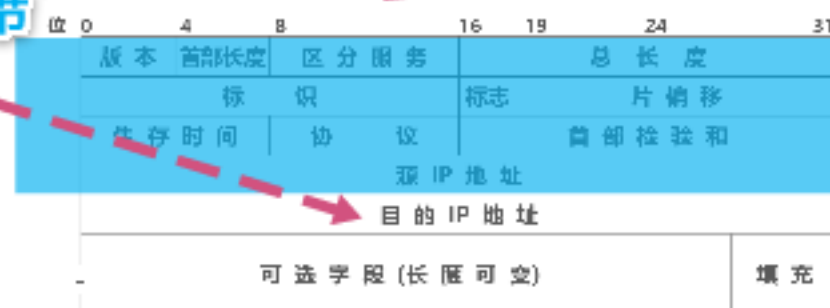 节
位 0 4 8 16 19 24 31
版本 首部长度 区分服务 总长度
标识 标志 片偏移
生存时间 协议 首部检验和
源 IP 地址
目的 IP 地址
可选字段 (长度可变) 填充